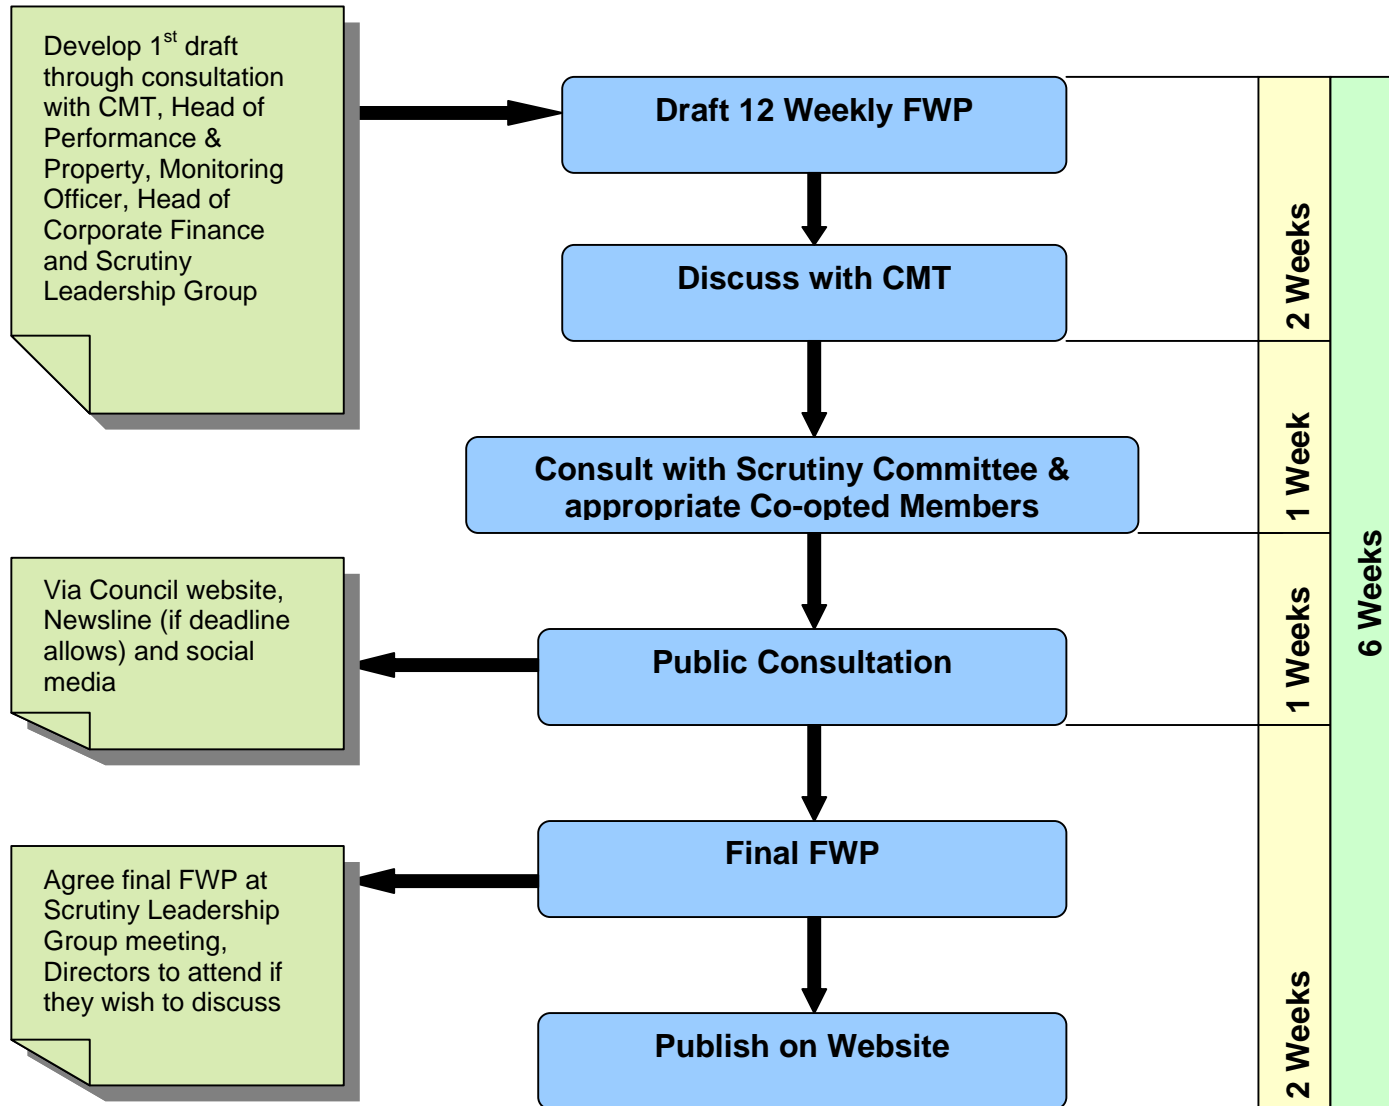 Develop 1st draft
through consultation
with CMT, Head of
Performance &
Property, Monitoring
Officer, Head of
Corporate Finance
and Scrutiny
Leadership Group
Draft 12 Weekly FWP
Discuss with CMT
2 Weeks
Consult with Scrutiny Committee &
appropriate Co-opted Members
1 Week
Via Council website,
Newsline (if deadline
allows) and social
media
Public Consultation
1 Weeks
6 Weeks
Final FWP
Agree final FWP at
Scrutiny Leadership
Group meeting,
Directors to attend if
they wish to discuss
Publish on Website
2 Weeks